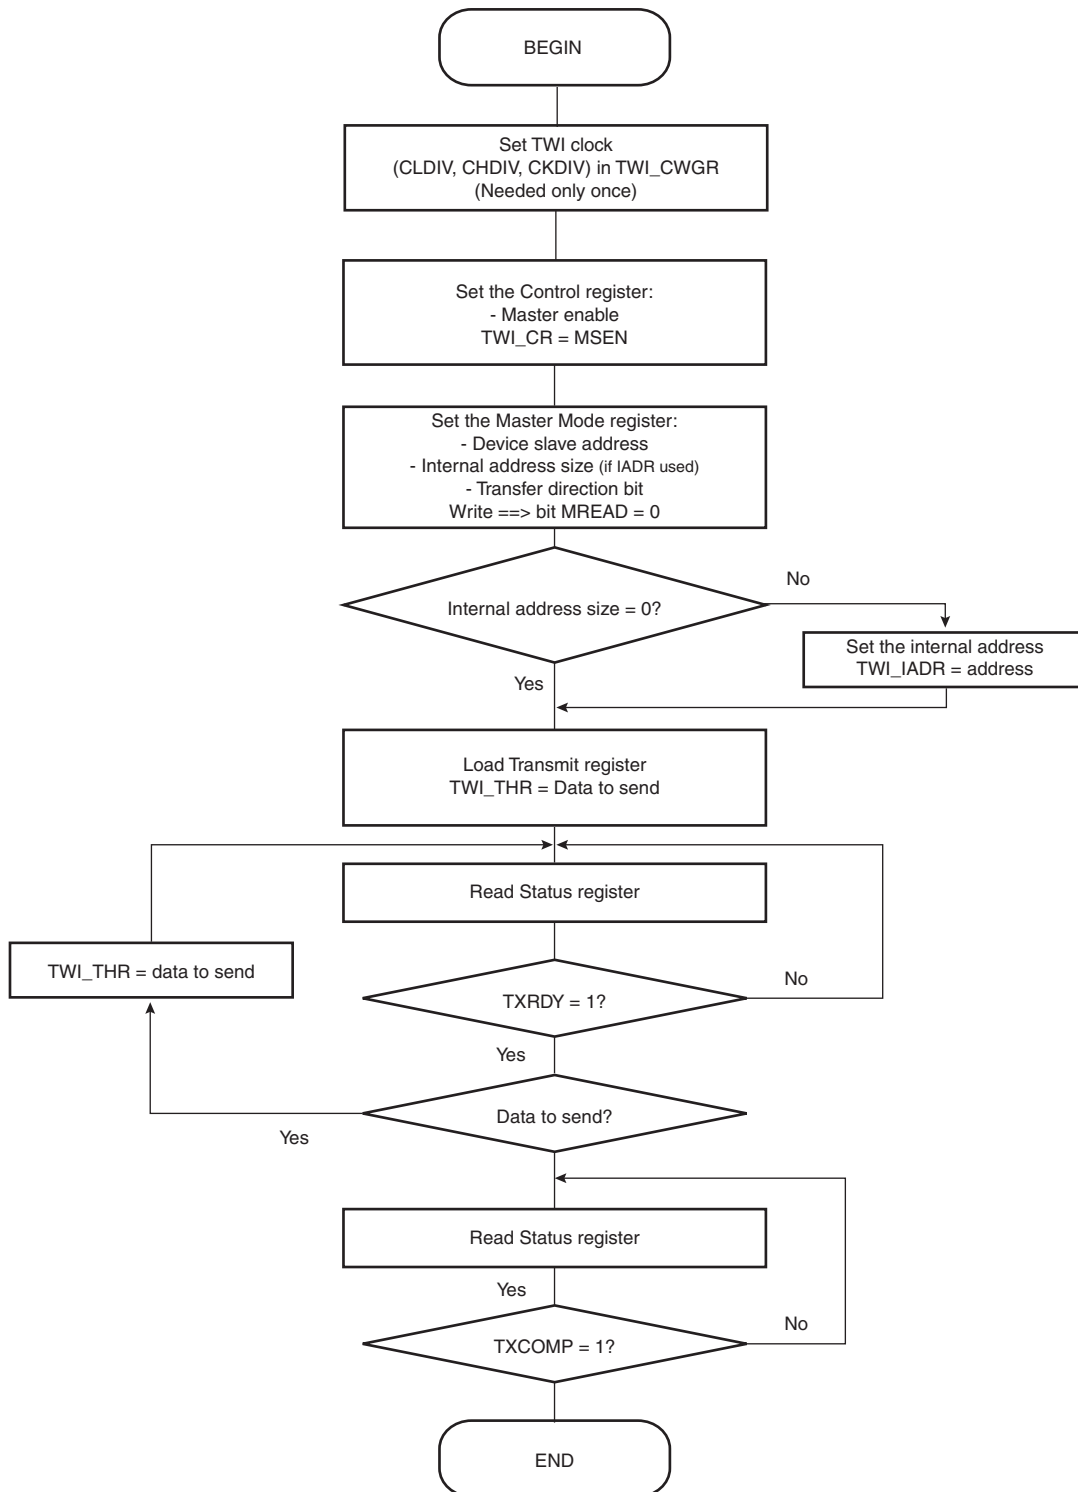 BEGIN
Set TWI clock
(CLDIV, CHDIV, CKDIV) in TWI_CWGR
(Needed only once)
Set the Control register:
- Master enable
TWI_CR = MSEN
Set the Master Mode register:
- Device slave address
- Internal address size (if IADR used)
- Transfer direction bit
Write ==> bit MREAD = 0
No
Internal address size = 0?
Set the internal address
TWI_IADR = address
Yes
Load Transmit register
TWI_THR = Data to send
Read Status register
TWI_THR = data to send
No
TXRDY = 1?
Yes
Data to send?
Yes
Read Status register
Yes
No
TXCOMP = 1?
END